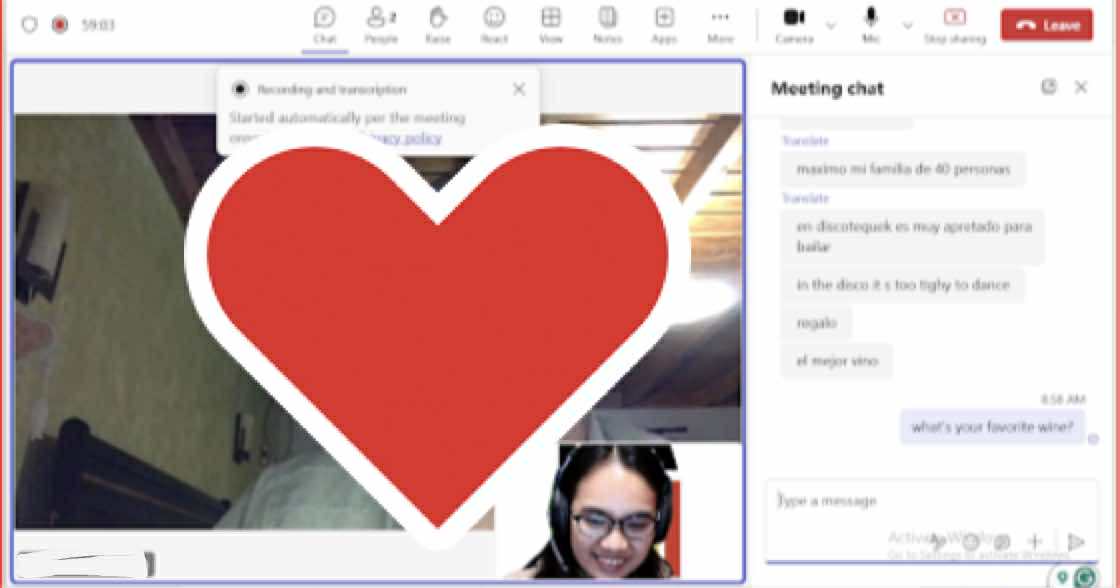 59:03
2
Chat People Raise React View Notes Apps More Camera Mic Stop sharing Leave
Recording and transcription
Started automatically per the meeting
privacy policy
Meeting chat
Translate
maximo mi familia de 40 personas
Translate
en discotequek es muy apretado para
bailar
in the disco it s too tighy to dance
regalo
el mejor vino
8:58 AM
what's your favorite wine?
Type a message
Activate Windows
Go to Settings to activate Windows.